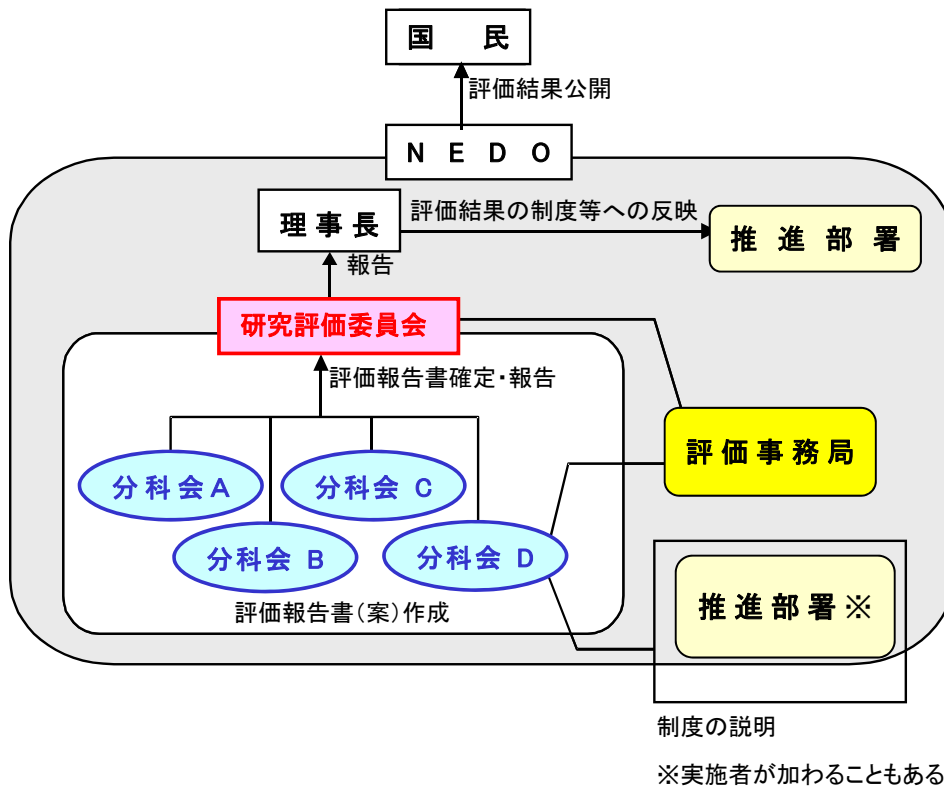 国 民
評価結果公開
N E D O
理事長
評価結果の制度等への反映
推進部署
報告
研究評価委員会
評価報告書確定・報告
評価事務局
分科会A
分科会 C
分科会 B
分科会 D
推進部署※
評価報告書(案)作成
制度の説明
※実施者が加わることもある